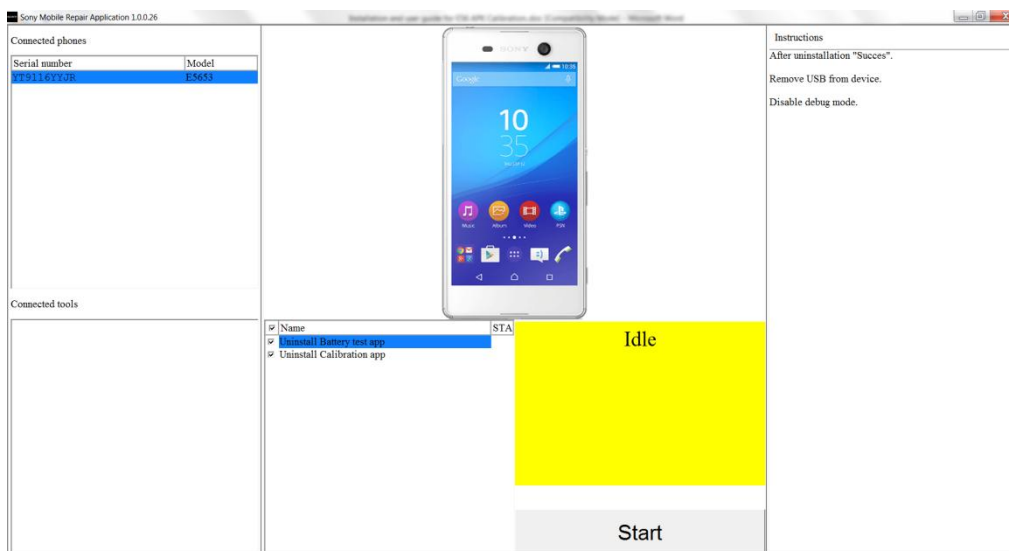 Sony Mobile Repair Application 1.0.0.26
Connected phones
Serial number Model
YT9116YYJR E5653
Connected tools
SONY
10:36
Google
10
35
Music Album Video PSN
Name STA
Uninstall Battery test app
Uninstall Calibration app
Idle
Start
Instructions
After uninstallation "Succes".
Remove USB from device.
Disable debug mode.